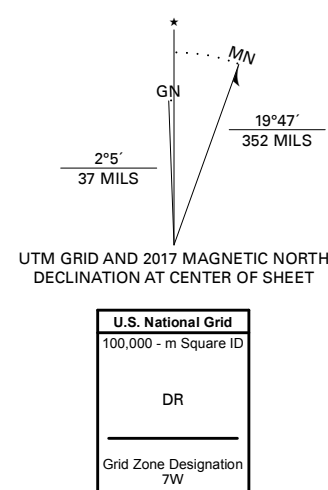 ★
MN
GN
19°47´
352 MILS
2°5´
37 MILS
UTM GRID AND 2017 MAGNETIC NORTH
DECLINATION AT CENTER OF SHEET
U.S. National Grid
100,000 - m Square ID
DR
Grid Zone Designation
7W